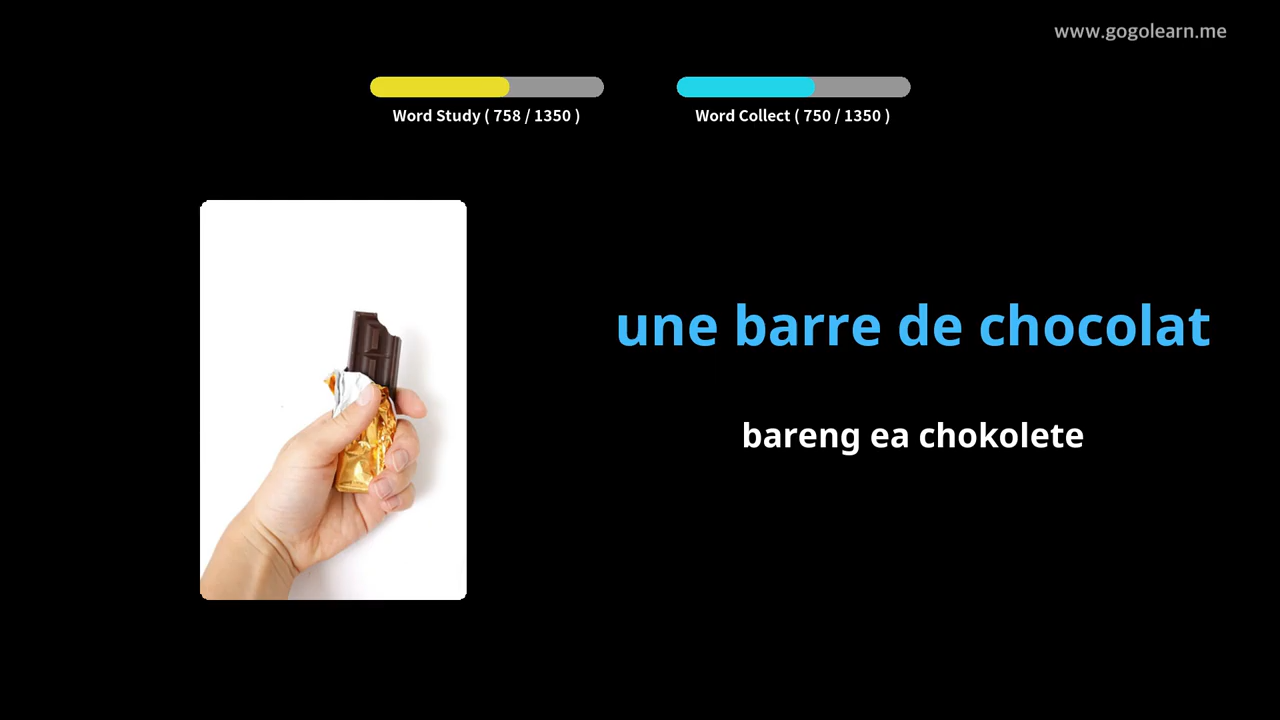 www.gogolearn.me
Word Study ( 758 / 1350 )
Word Collect ( 750 / 1350 )
une barre de chocolat
bareng ea chokolete